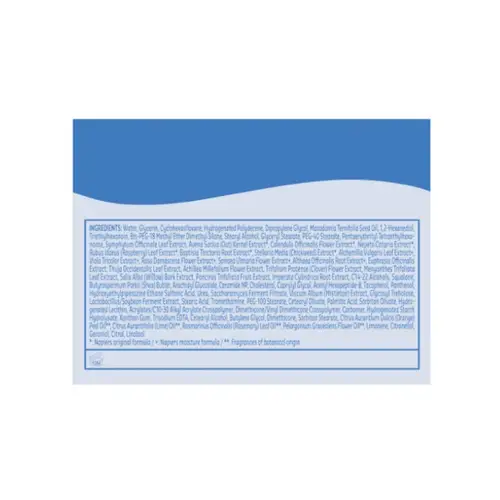 INGREDIENTS: Water, Glycerin, Cyclohexasiloxane, Hydrogenated Polydecene, Dipropylene Glycol, Macadamia Ternifolia Seed Oil, 1,2-Hexanediol,
Triethylhexanoin, Bis-PEG-18 Methyl Ether Dimethyl Silane, Stearyl Alcohol, Glyceryl Stearate, PEG-40 Stearate, Pentaerythrityl Tetraethylhexa-
noate, Symphytum Officinale Leaf Extract, Avena Sativa (Oat) Kernel Extract*, Calendula Officinalis Flower Extract*, Nepeta Cataria Extract*,
Rubus Idaeus (Raspberry) Leaf Extract*, Baptisia Tinctoria Root Extract*, Stellaria Media (Chickweed) Extract*, Alchemilla Vulgaris Leaf Extract+,
Viola Tricolor Extract+, Rosa Damascena Flower Extract+, Spiraea Ulmaria Flower Extract+, Althaea Officinalis Root Extract+, Euphrasia Officinalis
Extract, Thuja Occidentalis Leaf Extract, Achillea Millefolium Flower Extract, Trifolium Pratense (Clover) Flower Extract, Menyanthes Trifoliata
Leaf Extract, Salix Alba (Willow) Bark Extract, Panicum Miliaceum Extract, Imperata Cylindrica Root Extract, C14-22 Alcohols, Squalane,
Butyrospermum Parkii (Shea) Butter, Arachidyl Glucoside, Ceramide NP, Cholesterol, Caprylyl Glycol, Acetyl Hexapeptide-8, Tocopherol, Panthenol,
Hydroxyethylpiperazine Ethane Sulfonic Acid, Urea, Saccharomyces Ferment Filtrate, Viscum Album (Mistletoe) Extract, Glyceryl Trioleate,
Lactobacillus/Soybean Ferment Extract, Stearic Acid, Tromethamine, PEG-100 Stearate, Cetearyl Olivate, Palmitic Acid, Sorbitan Olivate, Hydro-
genated Lecithin, Acrylates/C10-30 Alkyl Acrylate Crosspolymer, Dimethicone/Vinyl Dimethicone Crosspolymer, Carbomer, Hydrogenated Starch
Hydrolysate, Xanthan Gum, Trisodium EDTA, Cetearyl Alcohol, Butylene Glycol, Dimethicone, Sorbitan Stearate, Citrus Aurantium Dulcis (Orange)
Peel Oil**, Citrus Aurantifolia (Lime) Oil**, Rosmarinus Officinalis (Rosemary) Leaf Oil**, Pelargonium Graveolens Flower Oil**, Limonene, Citronellol,
Geraniol, Citral, Linalool
*: Napiers original formula / +: Napiers moisture formula / **: Fragrances of botanical origin